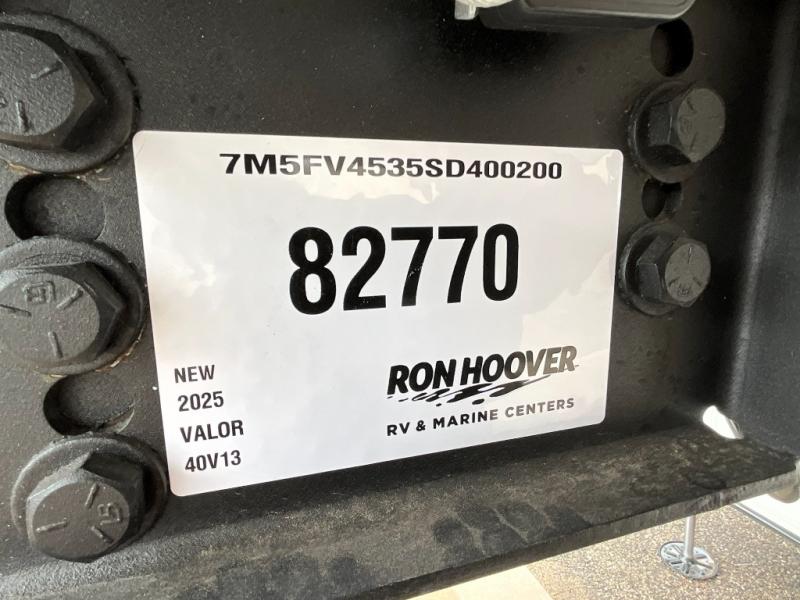 7M5FV4535SD400200
82770
NEW
2025
VALOR
40V13
RON HOOVER
RV & MARINE CENTERS